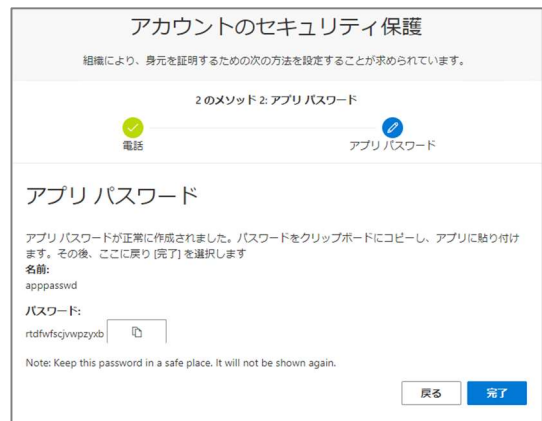 アカウントのセキュリティ保護
組織により、身元を証明するための次の方法を設定することが求められています。
2 のメソッド 2: アプリ パスワード
電話
アプリ パスワード
アプリ パスワード
アプリ パスワードが正常に作成されました。パスワードをクリップボードにコピーし、アプリに貼り付け
ます。その後、ここに戻り [完了] を選択します
名前:
apppasswd
パスワード:
rtdfwfscjvwpzyxb
Note: Keep this password in a safe place. It will not be shown again.
戻る
完了